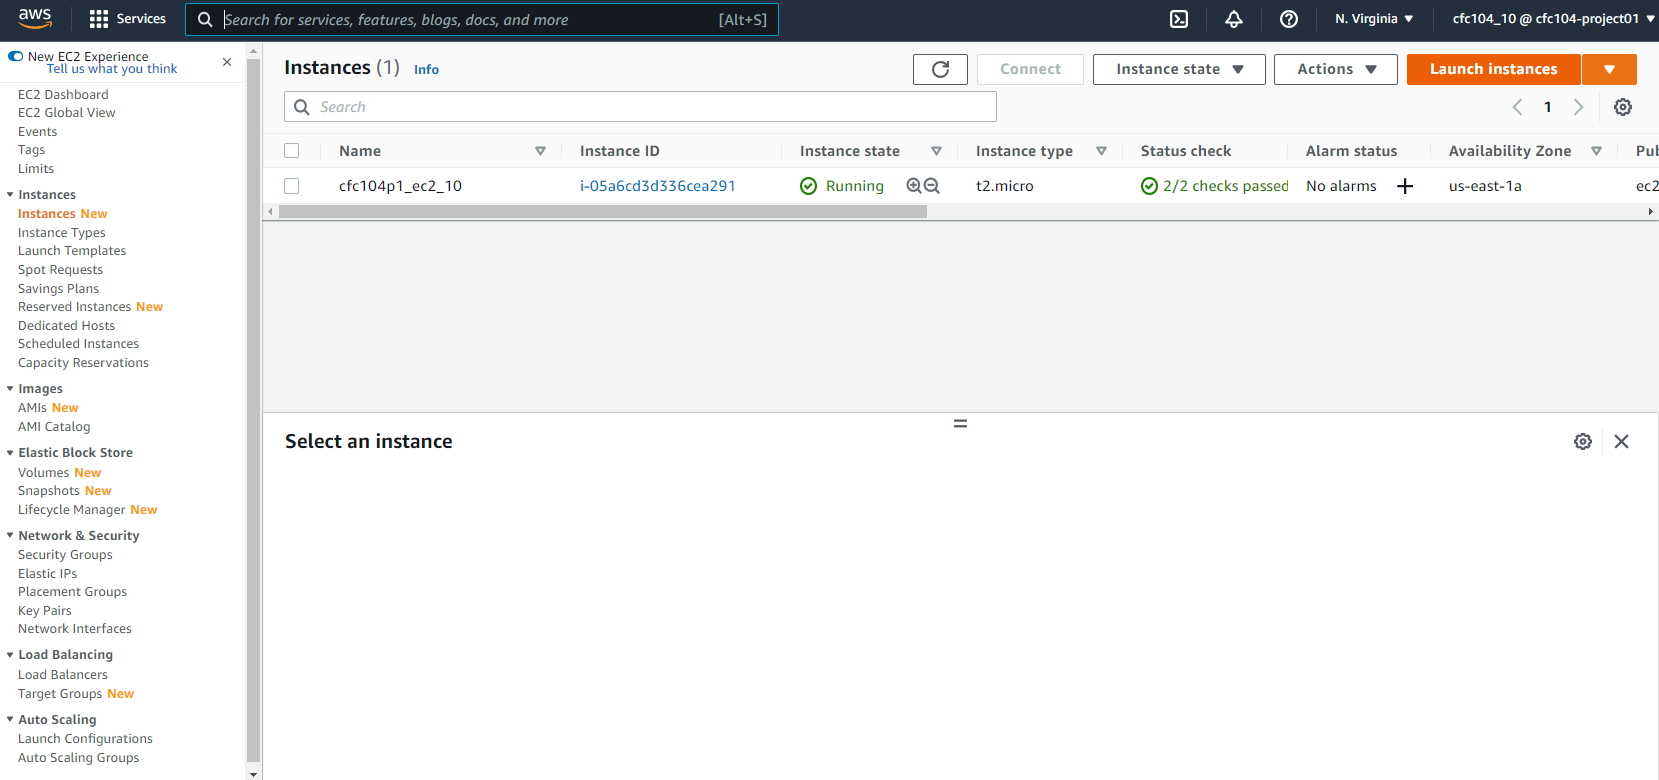 aws Services Search for services, features, blogs, docs, and more [Alt+S] N. Virginia cfc104_10 @ cfc104-project01
New EC2 Experience
Tell us what you think
EC2 Dashboard
EC2 Global View
Events
Tags
Limits
Instances
Instances New
Instance Types
Launch Templates
Spot Requests
Savings Plans
Reserved Instances New
Dedicated Hosts
Scheduled Instances
Capacity Reservations
Images
AMIs New
AMI Catalog
Elastic Block Store
Volumes New
Snapshots New
Lifecycle Manager New
Network & Security
Security Groups
Elastic IPs
Placement Groups
Key Pairs
Network Interfaces
Load Balancing
Load Balancers
Target Groups New
Auto Scaling
Launch Configurations
Auto Scaling Groups
Instances (1) Info Connect Instance state Actions Launch instances
Search 1
Name Instance ID Instance state Instance type Status check Alarm status Availability Zone Pub
cfc104p1_ec2_10 i-05a6cd3d336cea291 Running t2.micro 2/2 checks passed No alarms + us-east-1a ec2
Select an instance